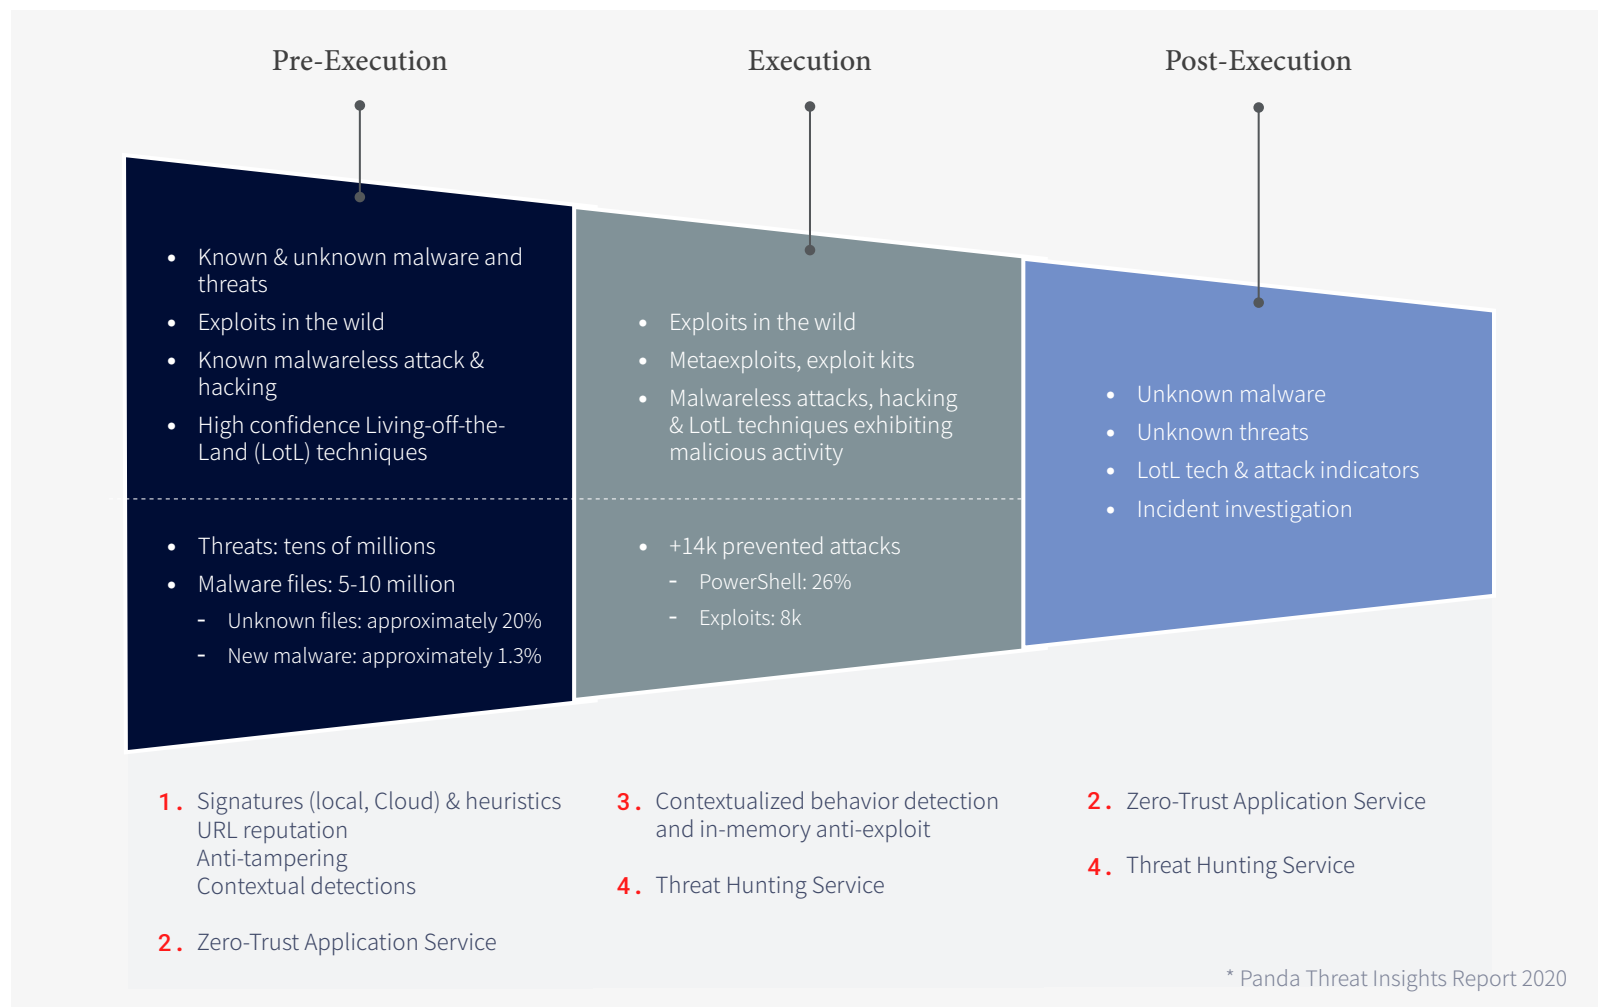 Pre-Execution
Execution
Post-Execution
• Known & unknown malware and
threats
• Exploits in the wild
• Known malwareless attack &
hacking
• High confidence Living-off-the-
Land (LotL) techniques
• Threats: tens of millions
• Malware files: 5-10 million
- Unknown files: approximately 20%
- New malware: approximately 1.3%
• Exploits in the wild
• Metaexploits, exploit kits
• Malwareless attacks, hacking
& LotL techniques exhibiting
malicious activity
• +14k prevented attacks
- PowerShell: 26%
- Exploits: 8k
• Unknown malware
• Unknown threats
• LotL tech & attack indicators
• Incident investigation
1. Signatures (local, Cloud) & heuristics
URL reputation
Anti-tampering
Contextual detections
2. Zero-Trust Application Service
3. Contextualized behavior detection
and in-memory anti-exploit
4. Threat Hunting Service
2. Zero-Trust Application Service
4. Threat Hunting Service
* Panda Threat Insights Report 2020